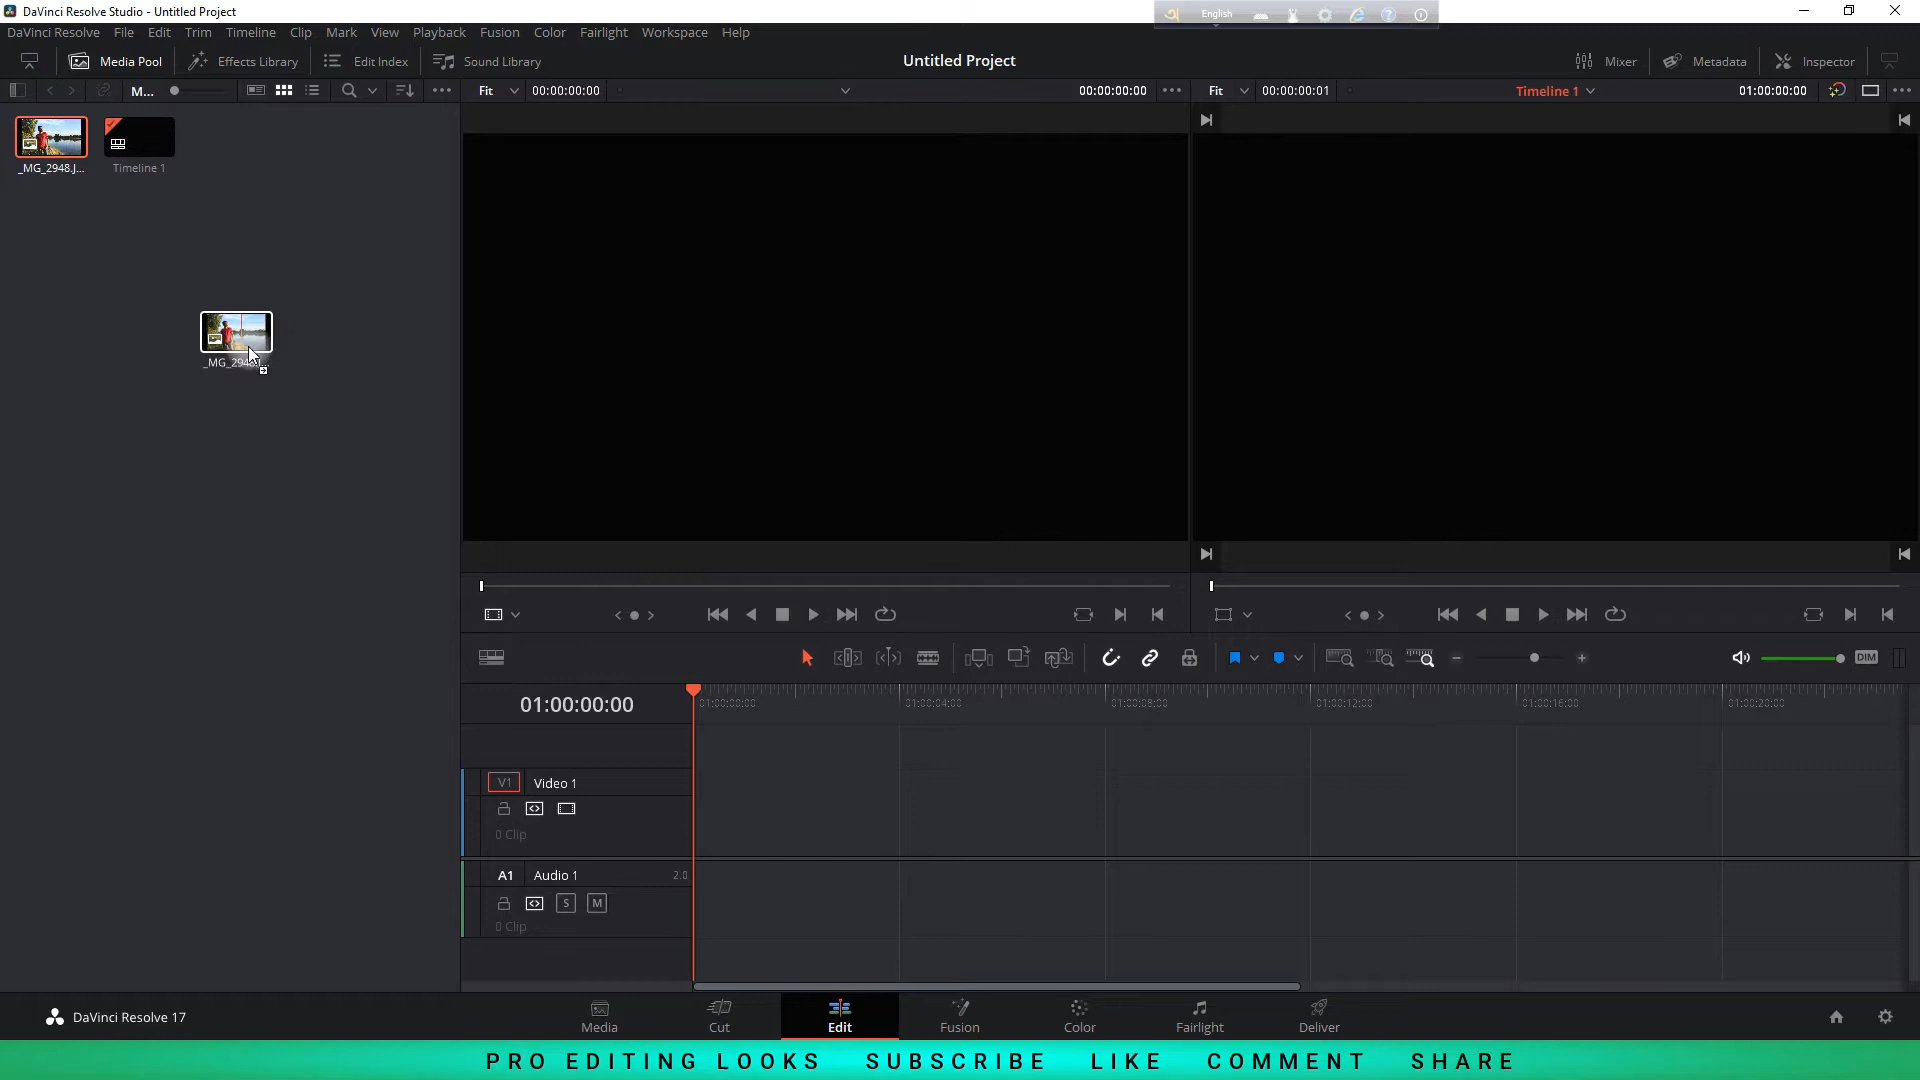 DaVinci Resolve Studio - Untitled Project
English
DaVinci Resolve File Edit Trim Timeline Clip Mark View Playback Fusion Color Fairlight Workspace Help
Media Pool Effects Library Edit Index Sound Library Untitled Project Mixer Metadata Inspector
M... Fit 00:00:00:00 00:00:00:00 Fit 00:00:00:01 Timeline 1 01:00:00:00
_MG_2948.J... Timeline 1
_MG_2948.J...
DIM
01:00:00:00 01:00:00:00 01:00:04:00 01:00:08:00 01:00:12:00 01:00:16:00 01:00:20:00
V1 Video 1
0 Clip
A1 Audio 1 2.0
S M
0 Clip
DaVinci Resolve 17 Media Cut Edit Fusion Color Fairlight Deliver
PRO EDITING LOOKS SUBSCRIBE LIKE COMMENT SHARE